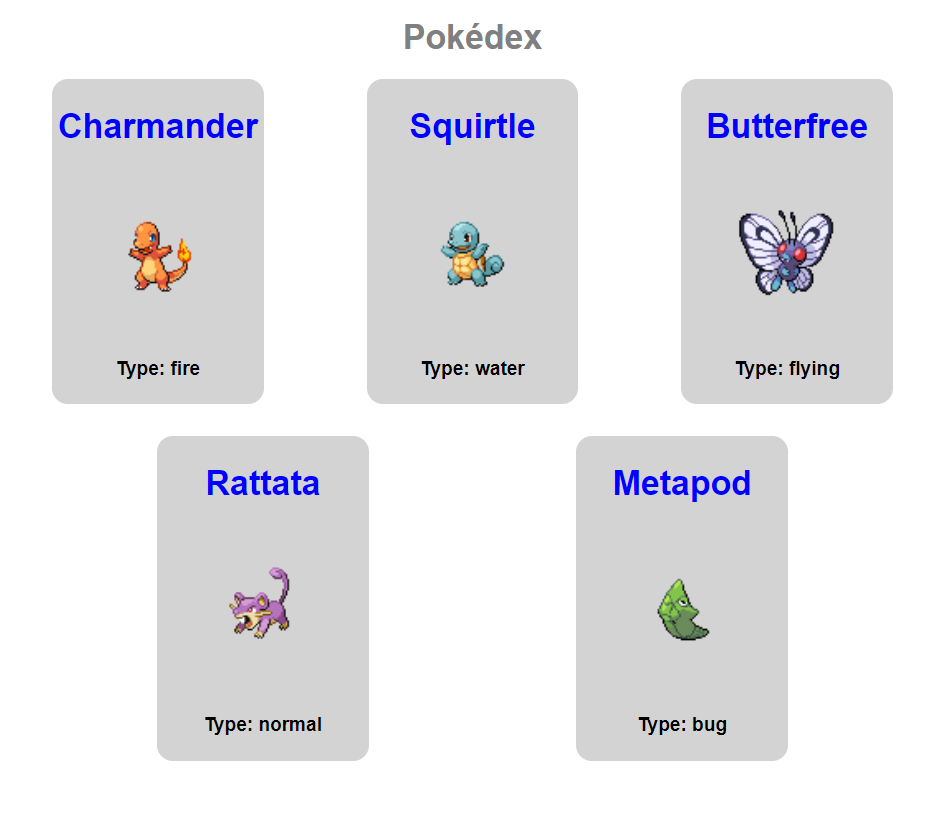 Pokédex
Charmander
Type: fire
Squirtle
Type: water
Butterfree
Type: flying
Rattata
Type: normal
Metapod
Type: bug